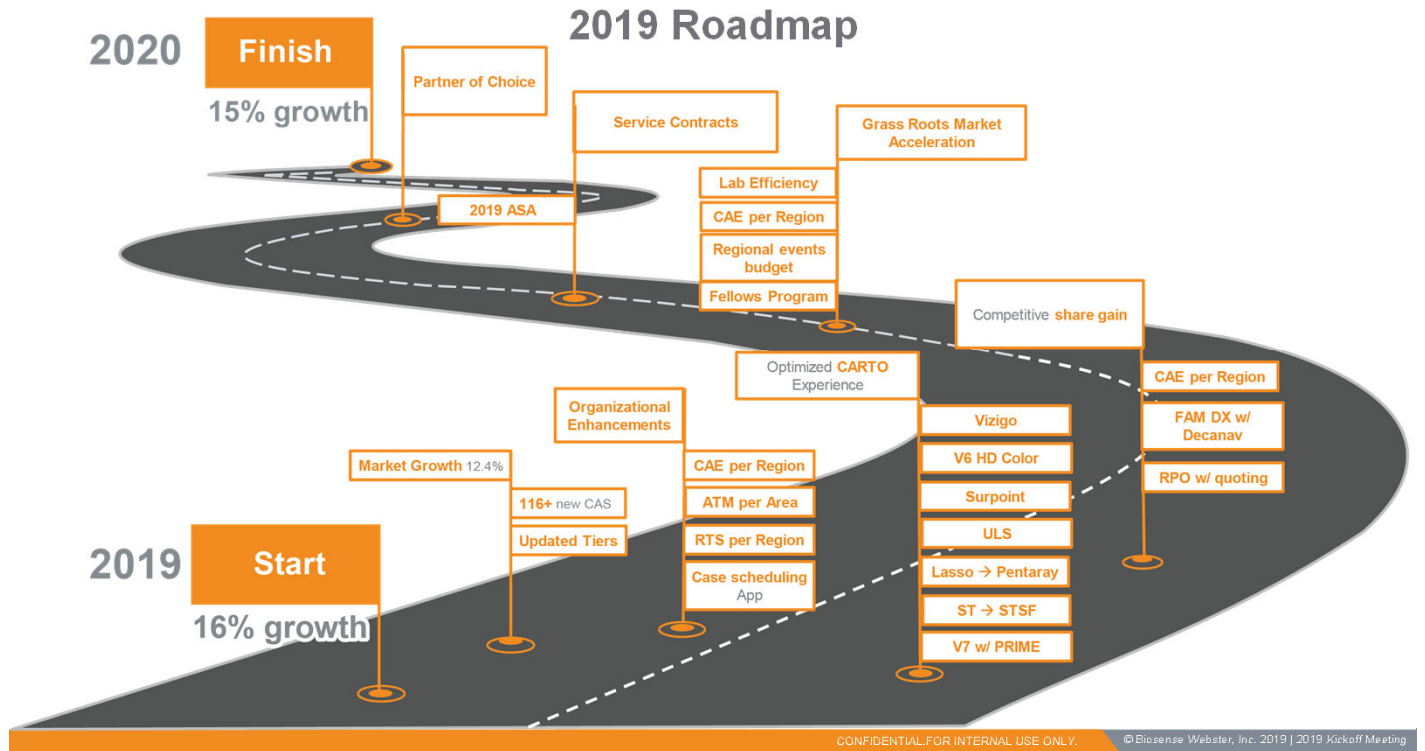 2019 Roadmap
2020
Finish
15% growth
Partner of Choice
Service Contracts
2019 ASA
Grass Roots Market
Acceleration
Lab Efficiency
CAE per Region
Regional events
budget
Fellows Program
Competitive share gain
CAE per Region
FAM DX w/
Decanav
RPO w/ quoting
Optimized CARTO
Experience
Vizigo
V6 HD Color
Surpoint
ULS
Lasso → Pentaray
ST → STSF
V7 w/ PRIME
Organizational
Enhancements
CAE per Region
ATM per Area
RTS per Region
Case scheduling
App
Market Growth 12.4%
116+ new CAS
Updated Tiers
2019
Start
16% growth
CONFIDENTIAL.FOR INTERNAL USE ONLY.
© Biosense Webster, Inc. 2019 | 2019 Kickoff Meeting